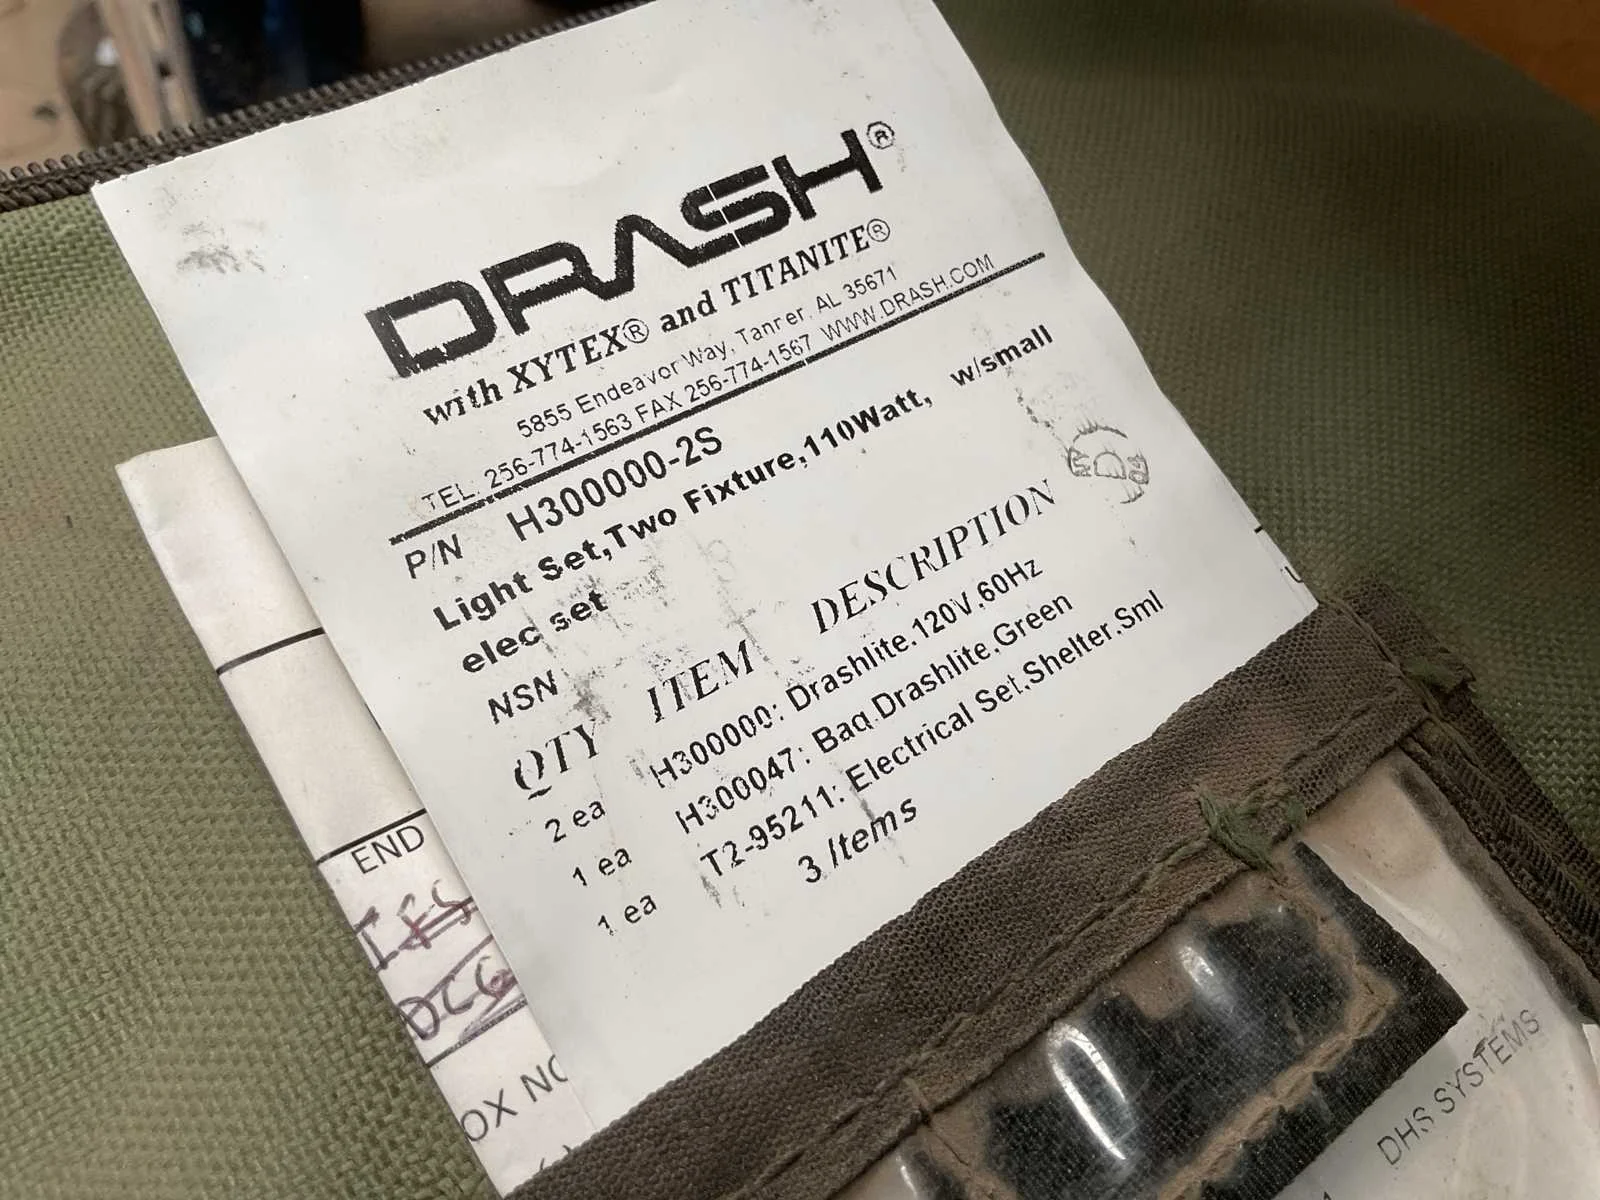 DRASH®
with XYTEX® and TITANITE®
5855 Endeavor Way, Tanrer, AL 35671
TEL. 256-774-1563 FAX 256-774-1567 WWW.DRASH.COM
P/N H300000-2S
Light Set,Two Fixture,110Watt, w/small
elec set
NSN
QTY ITEM DESCRIPTION
2 ea H300000: Drashlite,120V,60Hz
1 ea H300047: Bag,Drashlite,Green
1 ea T2-95211: Electrical Set,Shelter,Sml
3 Items
END
OX NO
DHS SYSTEMS